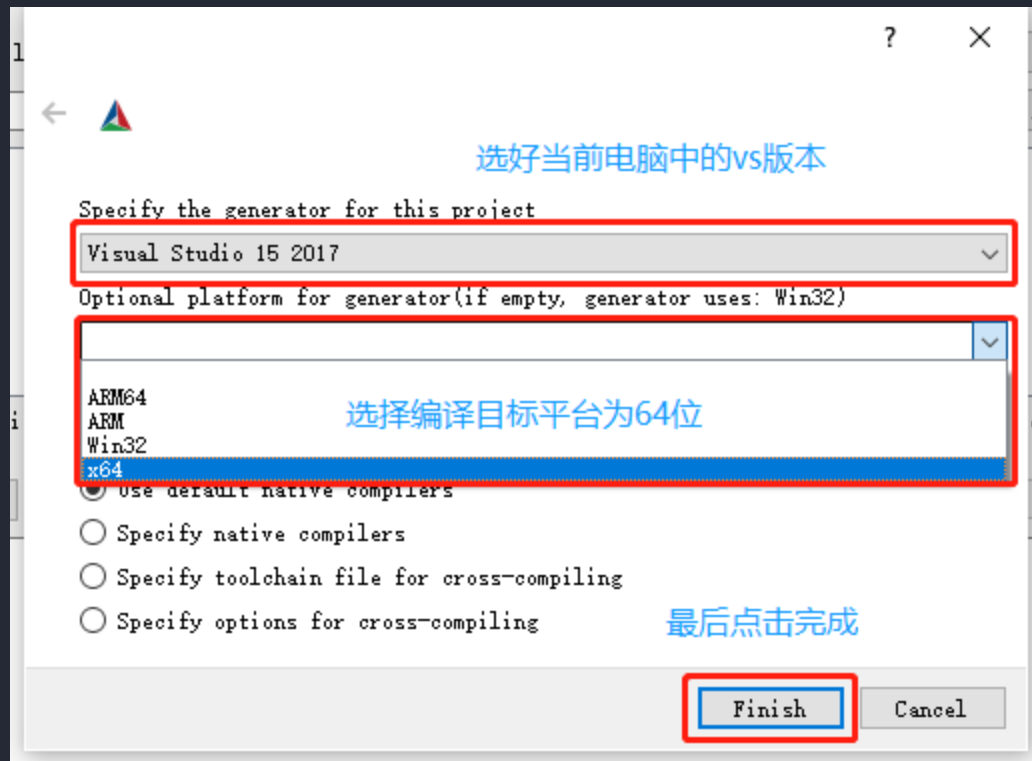 ?
选好当前电脑中的vs版本
Specify the generator for this project
Visual Studio 15 2017
Optional platform for generator(if empty, generator uses: Win32)
ARM64
ARM
选择编译目标平台为64位
Win32
x64
Use default native compilers
Specify native compilers
Specify toolchain file for cross-compiling
Specify options for cross-compiling
最后点击完成
Finish
Cancel